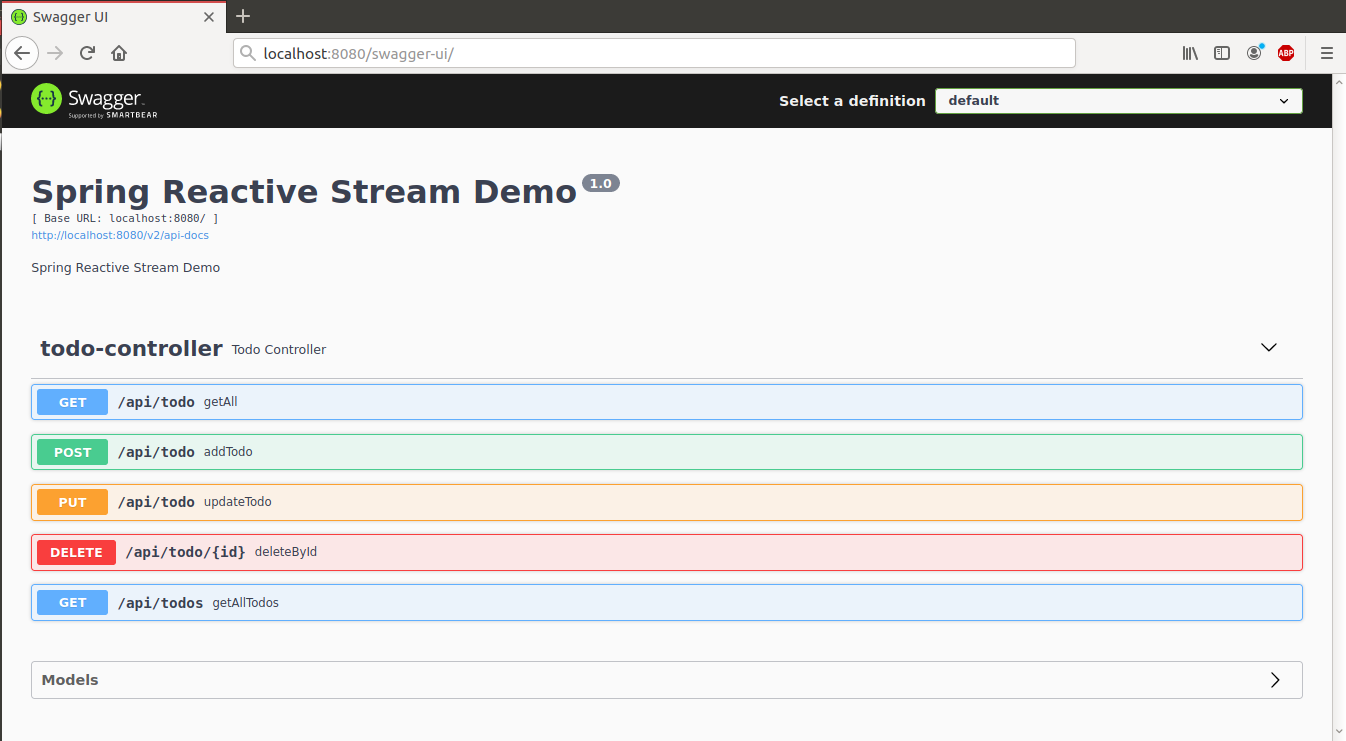 Swagger UI
localhost:8080/swagger-ui/
ABP
Swagger
Supported by SMARTBEAR
Select a definition default
Spring Reactive Stream Demo 1.0
[ Base URL: localhost:8080/ ]
http://localhost:8080/v2/api-docs
Spring Reactive Stream Demo
todo-controller Todo Controller
GET /api/todo getAll
POST /api/todo addTodo
PUT /api/todo updateTodo
DELETE /api/todo/{id} deleteById
GET /api/todos getAllTodos
Models